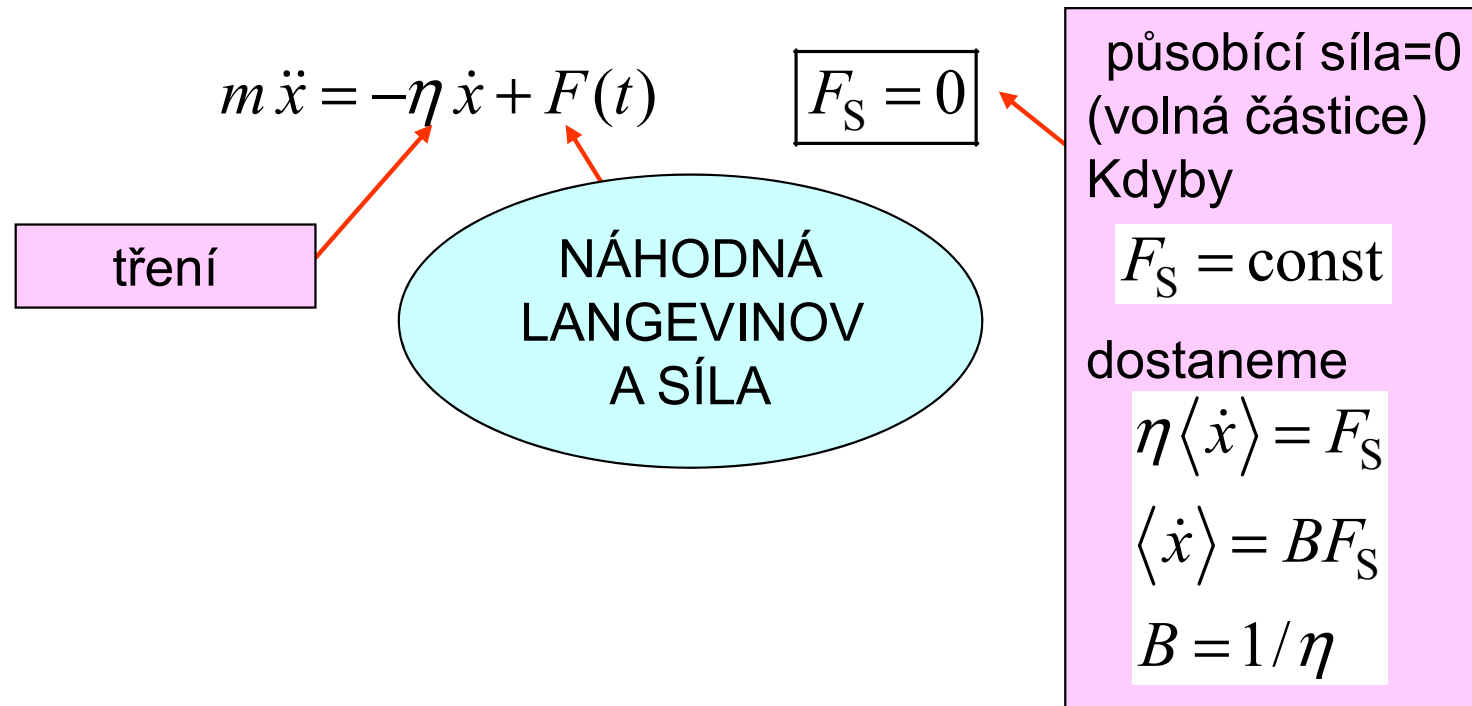 m ẍ = −η ẋ + F(t)
F_S = 0
tření
NÁHODNÁ
LANGEVINOV
A SÍLA
působící síla=0
(volná částice)
Kdyby
F_S = const
dostaneme
η⟨ẋ⟩ = F_S
⟨ẋ⟩ = BF_S
B = 1/η